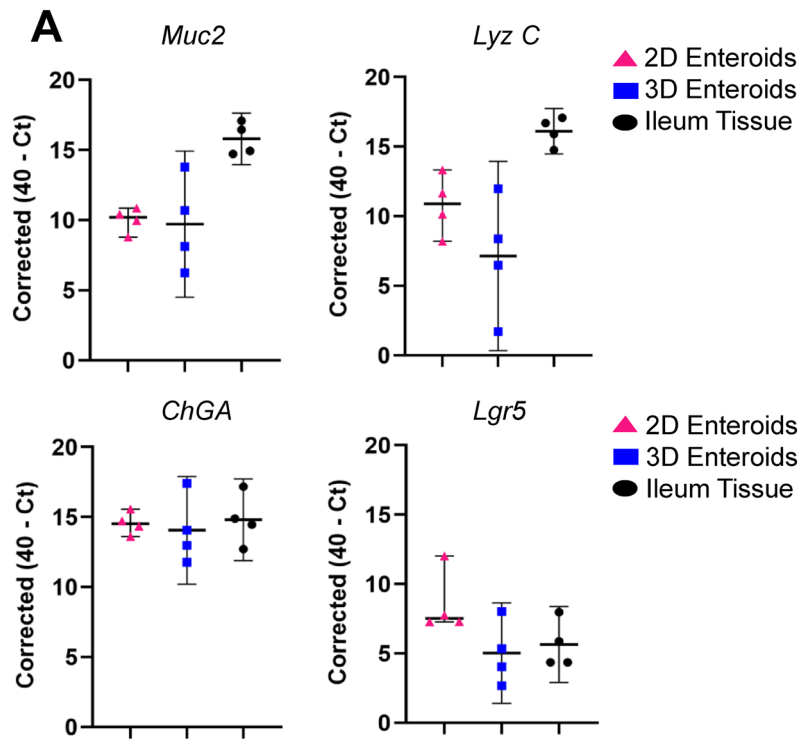 A
Muc2
Lyz C
2D Enteroids
3D Enteroids
Ileum Tissue
Corrected (40 - Ct)
20
15
10
5
0
Corrected (40 - Ct)
20
15
10
5
0
ChGA
Lgr5
2D Enteroids
3D Enteroids
Ileum Tissue
Corrected (40 - Ct)
20
15
10
5
0
Corrected (40 - Ct)
20
15
10
5
0